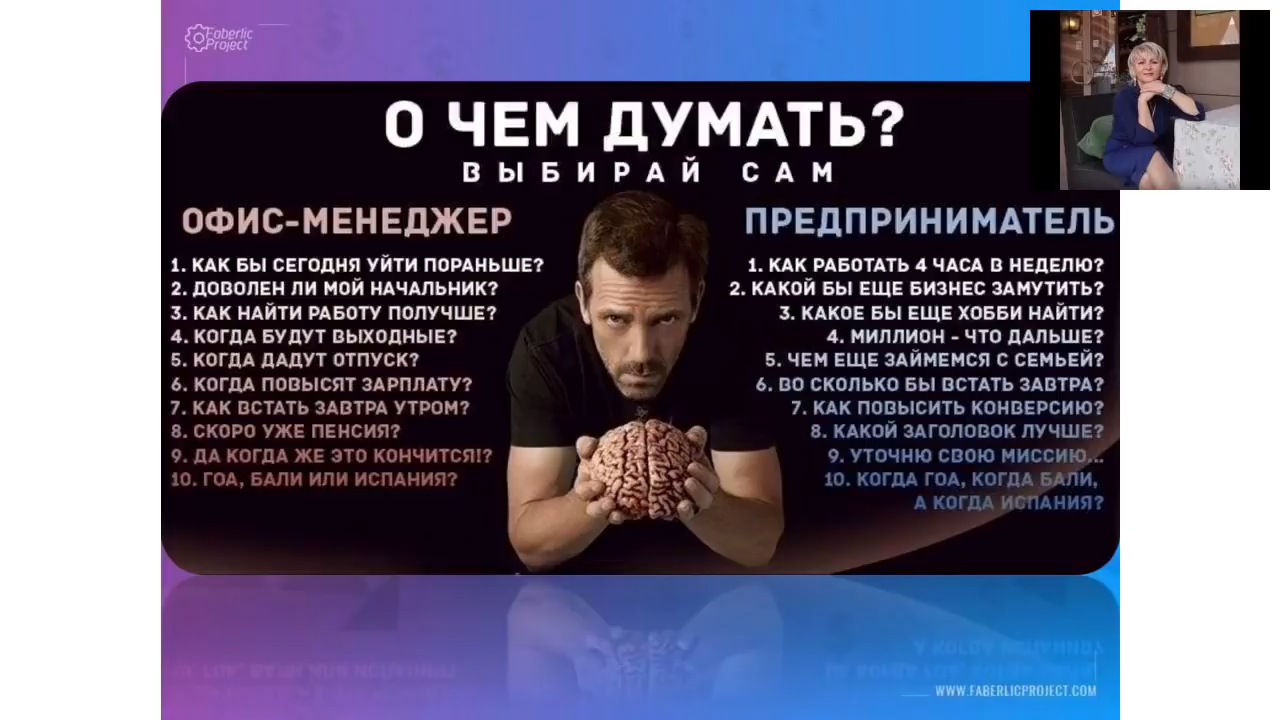 Faberlic
Project
О ЧЕМ ДУМАТЬ?
ВЫБИРАЙ САМ
ОФИС-МЕНЕДЖЕР
1. КАК БЫ СЕГОДНЯ УЙТИ ПОРАНЬШЕ?
2. ДОВОЛЕН ЛИ МОЙ НАЧАЛЬНИК?
3. КАК НАЙТИ РАБОТУ ПОЛУЧШЕ?
4. КОГДА БУДУТ ВЫХОДНЫЕ?
5. КОГДА ДАДУТ ОТПУСК?
6. КОГДА ПОВЫСЯТ ЗАРПЛАТУ?
7. КАК ВСТАТЬ ЗАВТРА УТРОМ?
8. СКОРО УЖЕ ПЕНСИЯ?
9. ДА КОГДА ЖЕ ЭТО КОНЧИТСЯ!?
10. ГОА, БАЛИ ИЛИ ИСПАНИЯ?
ПРЕДПРИНИМАТЕЛЬ
1. КАК РАБОТАТЬ 4 ЧАСА В НЕДЕЛЮ?
2. КАКОЙ БЫ ЕЩЕ БИЗНЕС ЗАМУТИТЬ?
3. КАКОЕ БЫ ЕЩЕ ХОББИ НАЙТИ?
4. МИЛЛИОН - ЧТО ДАЛЬШЕ?
5. ЧЕМ ЕЩЕ ЗАЙМЕМСЯ С СЕМЬЕЙ?
6. ВО СКОЛЬКО БЫ ВСТАТЬ ЗАВТРА?
7. КАК ПОВЫСИТЬ КОНВЕРСИЮ?
8. КАКОЙ ЗАГОЛОВОК ЛУЧШЕ?
9. УТОЧНЮ СВОЮ МИССИЮ...
10. КОГДА ГОА, КОГДА БАЛИ,
А КОГДА ИСПАНИЯ?
WWW.FABERLICPROJECT.COM